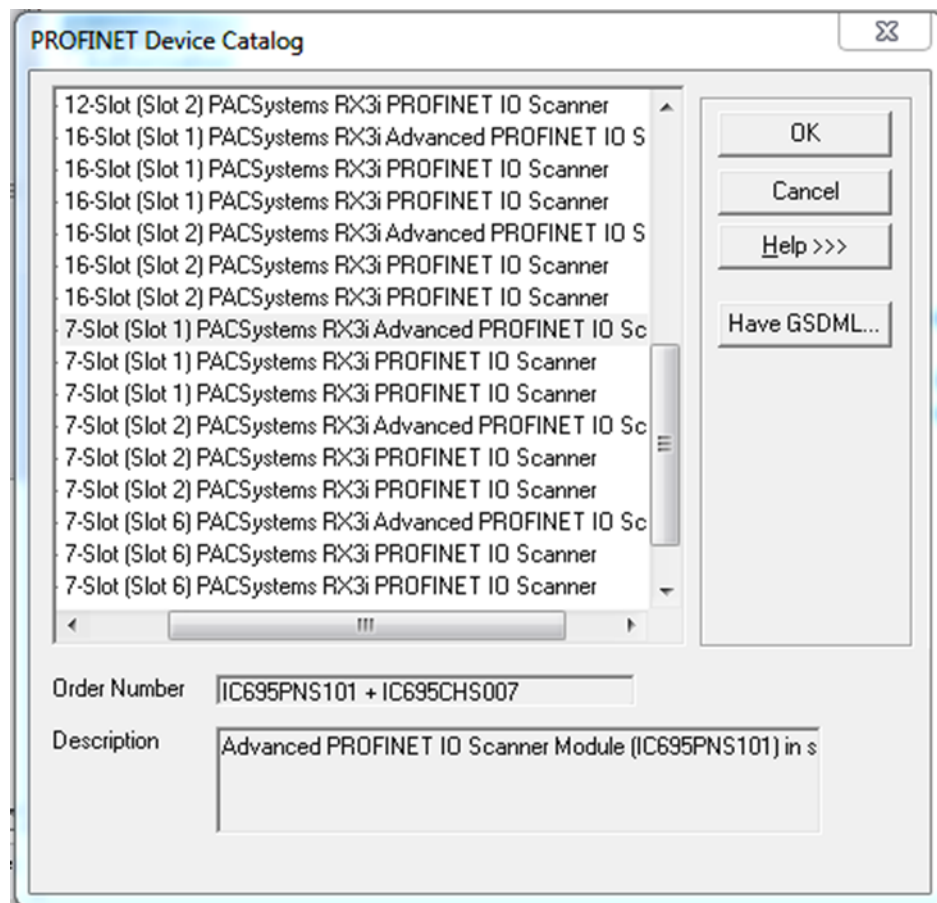 PROFINET Device Catalog
12-Slot (Slot 2) PACSystems RX3i PROFINET IO Scanner
16-Slot (Slot 1) PACSystems RX3i Advanced PROFINET IO S
16-Slot (Slot 1) PACSystems RX3i PROFINET IO Scanner
16-Slot (Slot 1) PACSystems RX3i PROFINET IO Scanner
16-Slot (Slot 2) PACSystems RX3i Advanced PROFINET IO S
16-Slot (Slot 2) PACSystems RX3i PROFINET IO Scanner
16-Slot (Slot 2) PACSystems RX3i PROFINET IO Scanner
7-Slot (Slot 1) PACSystems RX3i Advanced PROFINET IO Sc
7-Slot (Slot 1) PACSystems RX3i PROFINET IO Scanner
7-Slot (Slot 1) PACSystems RX3i PROFINET IO Scanner
7-Slot (Slot 2) PACSystems RX3i Advanced PROFINET IO Sc
7-Slot (Slot 2) PACSystems RX3i PROFINET IO Scanner
7-Slot (Slot 2) PACSystems RX3i PROFINET IO Scanner
7-Slot (Slot 6) PACSystems RX3i Advanced PROFINET IO Sc
7-Slot (Slot 6) PACSystems RX3i PROFINET IO Scanner
7-Slot (Slot 6) PACSystems RX3i PROFINET IO Scanner
OK
Cancel
Help >>>
Have GSDML...
Order Number IC695PNS101 + IC695CHS007
Description Advanced PROFINET IO Scanner Module (IC695PNS101) in s